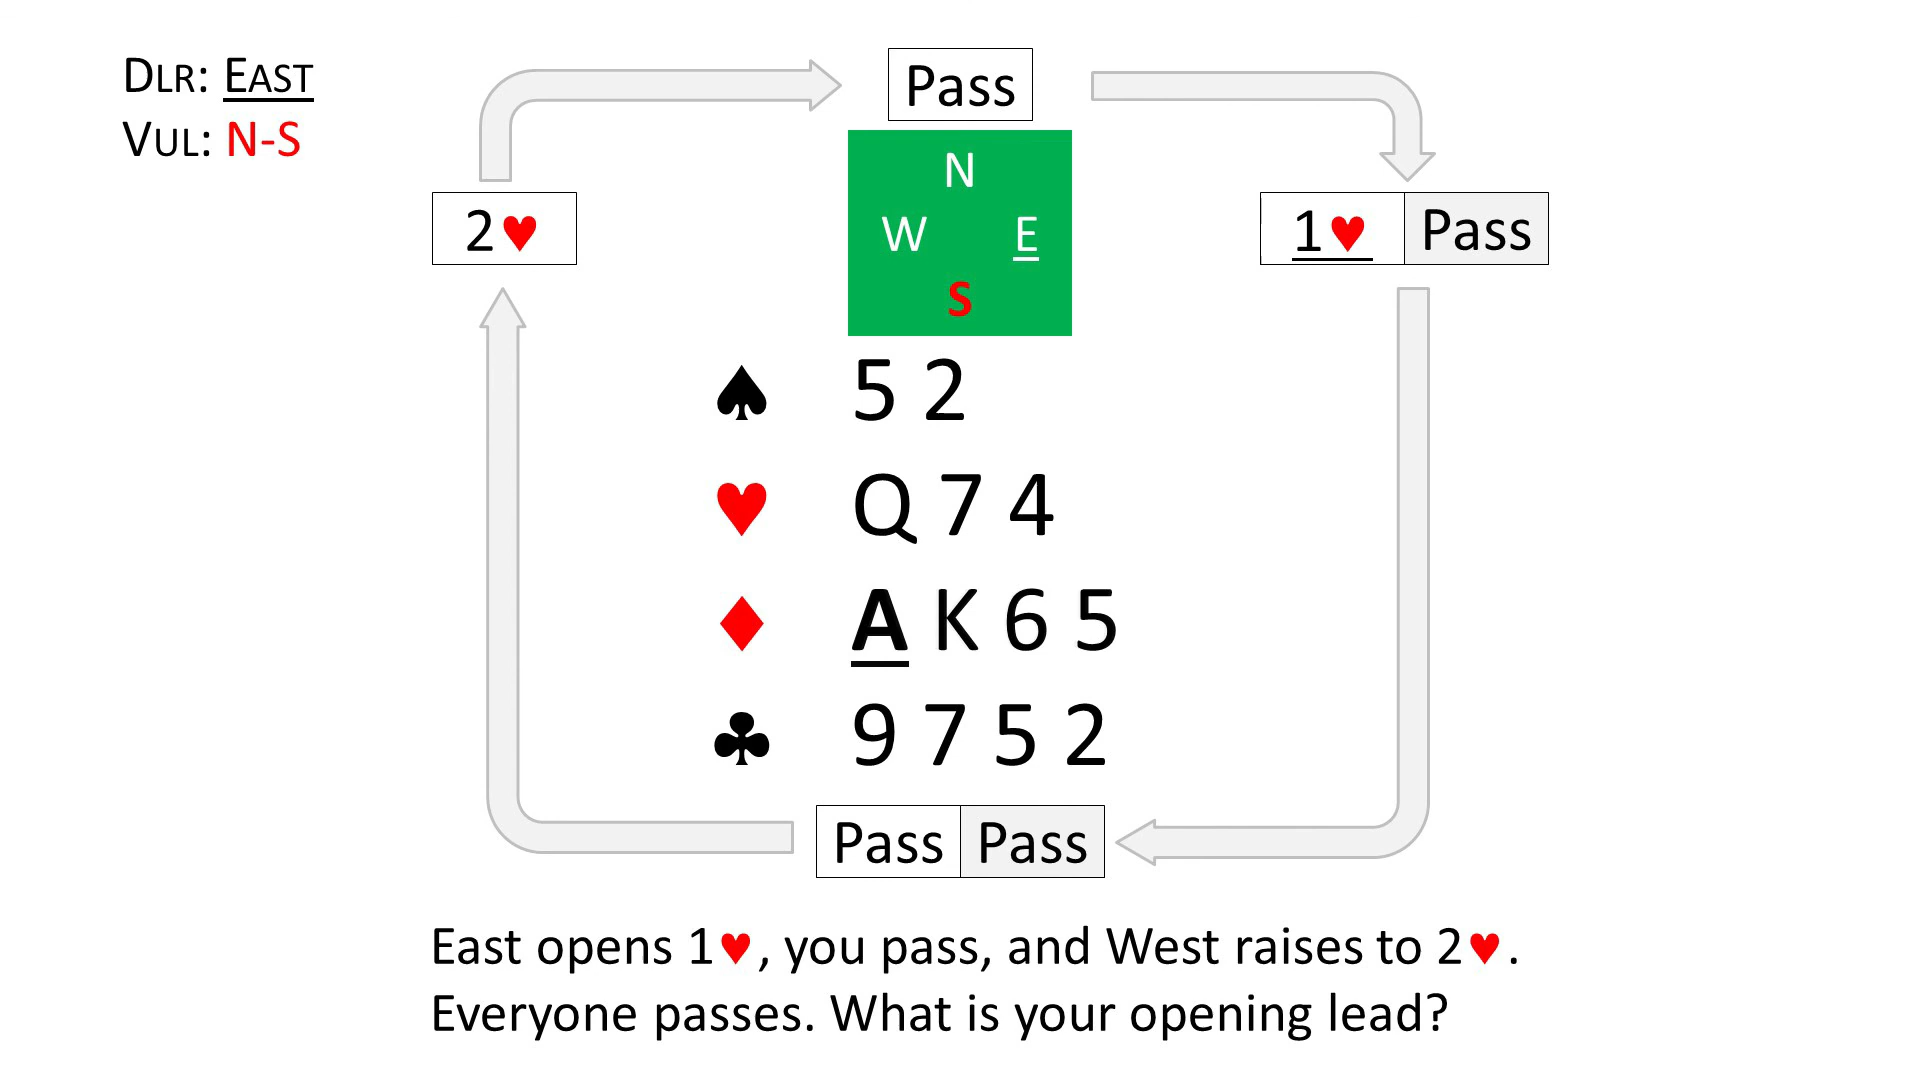 DLR: EAST
VUL: N-S
Pass
2♥
1♥ Pass
N
W E
S
♠ 5 2
♥ Q 7 4
♦ A K 6 5
♣ 9 7 5 2
Pass Pass
East opens 1♥, you pass, and West raises to 2♥.
Everyone passes. What is your opening lead?